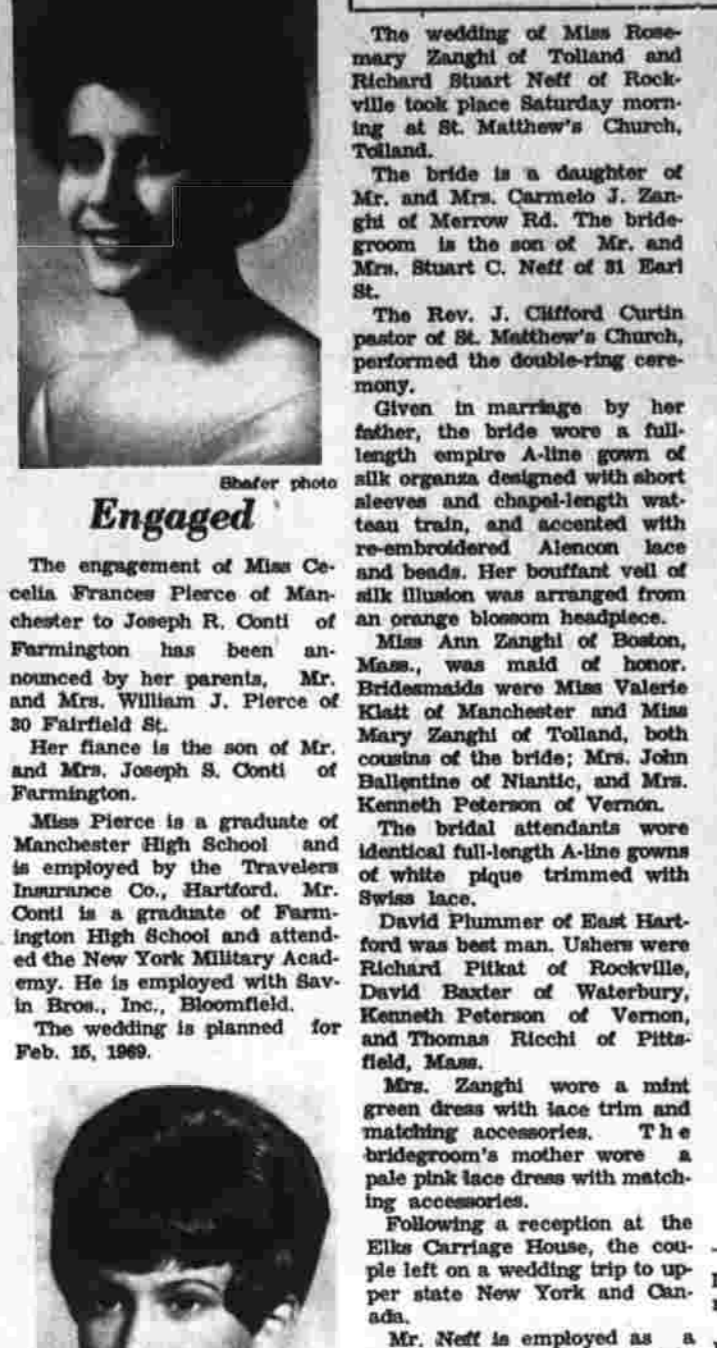 Shafer photo
Engaged
The engagement of Miss Ce-
celia Frances Pierce of Man-
chester to Joseph R. Conti of
Farmington has been an-
nounced by her parents, Mr.
and Mrs. William J. Pierce of
30 Fairfield St.
Her fiance is the son of Mr.
and Mrs. Joseph S. Conti of
Farmington.
Miss Pierce is a graduate of
Manchester High School and
is employed by the Travelers
Insurance Co., Hartford. Mr.
Conti is a graduate of Farm-
ington High School and attend-
ed the New York Military Acad-
emy. He is employed with Sav-
in Bros., Inc., Bloomfield.
The wedding is planned for
Feb. 15, 1969.
The wedding of Miss Rose-
mary Zanghi of Tolland and
Richard Stuart Neff of Rock-
ville took place Saturday morn-
ing at St. Matthew's Church,
Tolland.
The bride is a daughter of
Mr. and Mrs. Carmelo J. Zan-
ghi of Merrow Rd. The bride-
groom is the son of Mr. and
Mrs. Stuart C. Neff of 31 Earl
St.
The Rev. J. Clifford Curtin
pastor of St. Matthew's Church,
performed the double-ring cere-
mony.
Given in marriage by her
father, the bride wore a full-
length empire A-line gown of
silk organza designed with short
sleeves and chapel-length wat-
teau train, and accented with
re-embroidered Alencon lace
and beads. Her bouffant veil of
silk illusion was arranged from
an orange blossom headpiece.
Miss Ann Zanghi of Boston,
Mass., was maid of honor.
Bridesmaids were Miss Valerie
Klatt of Manchester and Miss
Mary Zanghi of Tolland, both
cousins of the bride; Mrs. John
Ballentine of Niantic, and Mrs.
Kenneth Peterson of Vernon.
The bridal attendants wore
identical full-length A-line gowns
of white pique trimmed with
Swiss lace.
David Plummer of East Hart-
ford was best man. Ushers were
Richard Pitkat of Rockville,
David Baxter of Waterbury,
Kenneth Peterson of Vernon,
and Thomas Ricchi of Pitts-
field, Mass.
Mrs. Zanghi wore a mint
green dress with lace trim and
matching accessories. The
bridegroom's mother wore a
pale pink lace dress with match-
ing accessories.
Following a reception at the
Elks Carriage House, the cou-
ple left on a wedding trip to up-
per state New York and Can-
ada.
Mr. Neff is employed as a